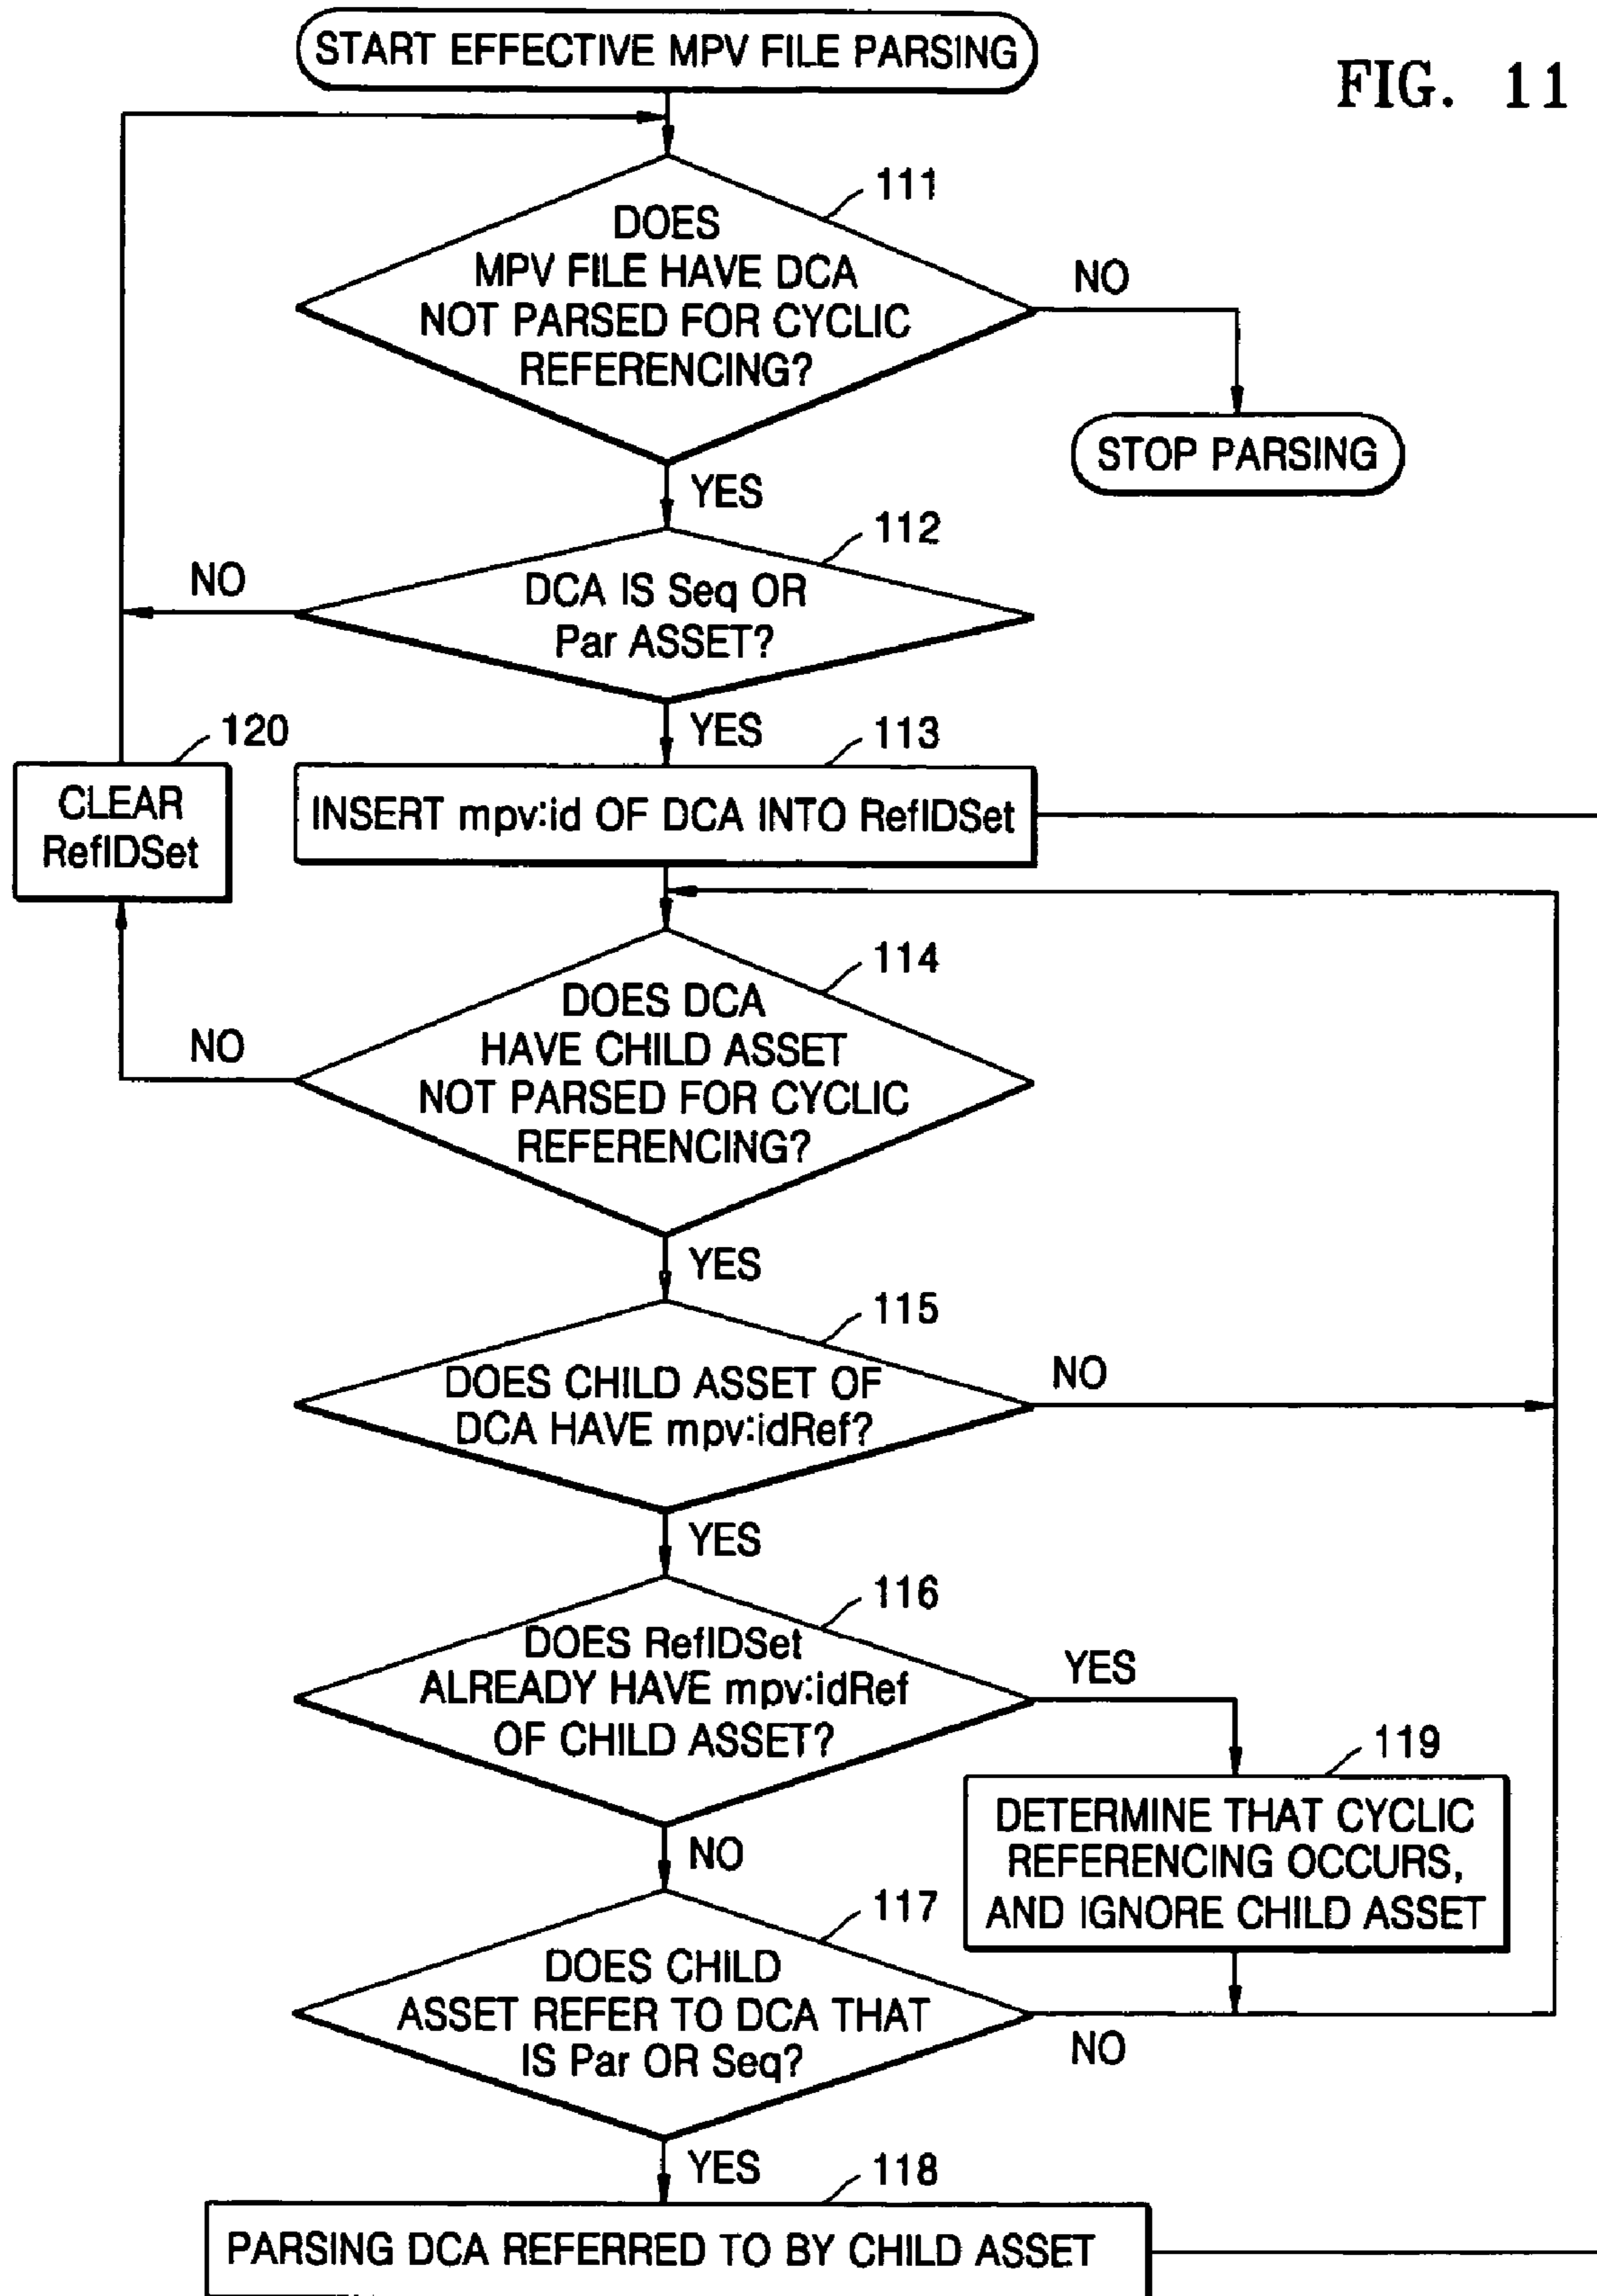 START EFFECTIVE MPV FILE PARSING
FIG. 11
111
DOES
MPV FILE HAVE DCA
NOT PARSED FOR CYCLIC
REFERENCING?
NO
STOP PARSING
YES
112
DCA IS Seq OR
Par ASSET?
NO
YES
120
CLEAR
RefIDSet
113
INSERT mpv:id OF DCA INTO RefIDSet
114
DOES DCA
HAVE CHILD ASSET
NOT PARSED FOR CYCLIC
REFERENCING?
NO
YES
115
DOES CHILD ASSET OF
DCA HAVE mpv:idRef?
NO
YES
116
DOES RefIDSet
ALREADY HAVE mpv:idRef
OF CHILD ASSET?
YES
119
DETERMINE THAT CYCLIC
REFERENCING OCCURS,
AND IGNORE CHILD ASSET
NO
117
DOES CHILD
ASSET REFER TO DCA THAT
IS Par OR Seq?
NO
YES
118
PARSING DCA REFERRED TO BY CHILD ASSET